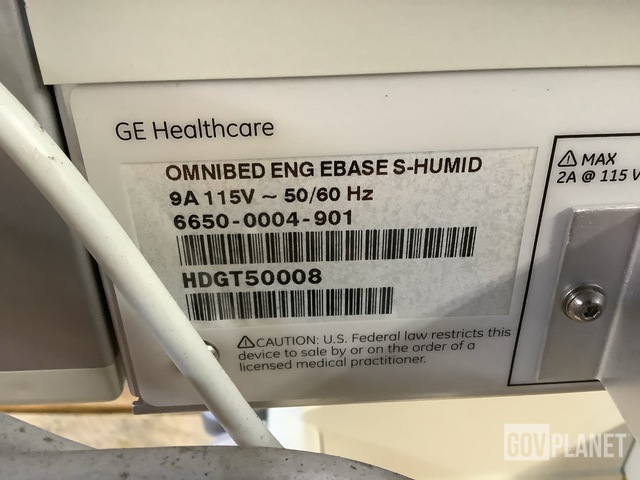 GE Healthcare
OMNIBED ENG EBASE S-HUMID
9A 115V ~ 50/60 Hz
6650-0004-901
HDGT50008
⚠CAUTION: U.S. Federal law restricts this
device to sale by or on the order of a
licensed medical practitioner.
⚠ MAX
2A @ 115 V
GOVPLANET